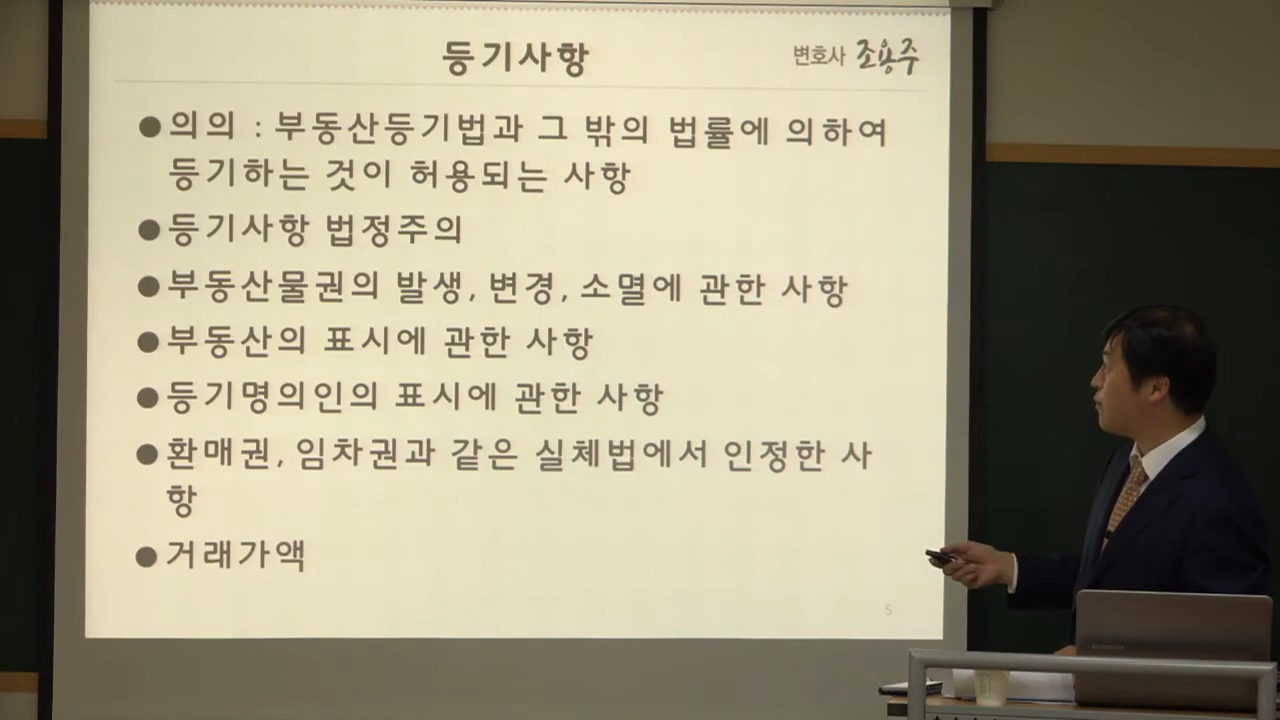 등기사항
변호사 조용주
●의의 : 부동산등기법과 그 밖의 법률에 의하여
등기하는 것이 허용되는 사항
●등기사항 법정주의
●부동산물권의 발생, 변경, 소멸에 관한 사항
●부동산의 표시에 관한 사항
●등기명의인의 표시에 관한 사항
●환매권, 임차권과 같은 실체법에서 인정한 사
항
●거래가액
5